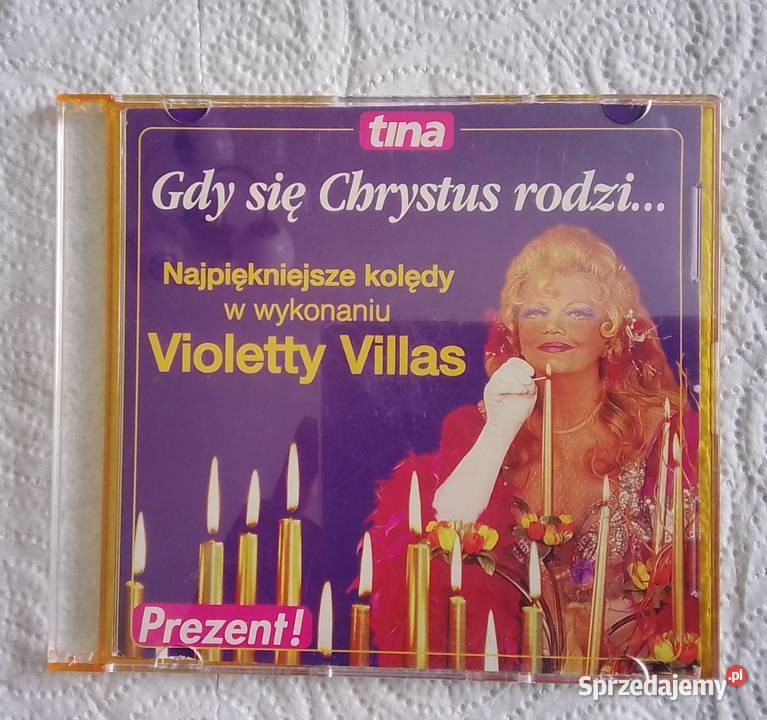 tina
Gdy się Chrystus rodzi...
Najpiękniejsze kolędy
w wykonaniu
Violetty Villas
Prezent!
Sprzedajemy.pl